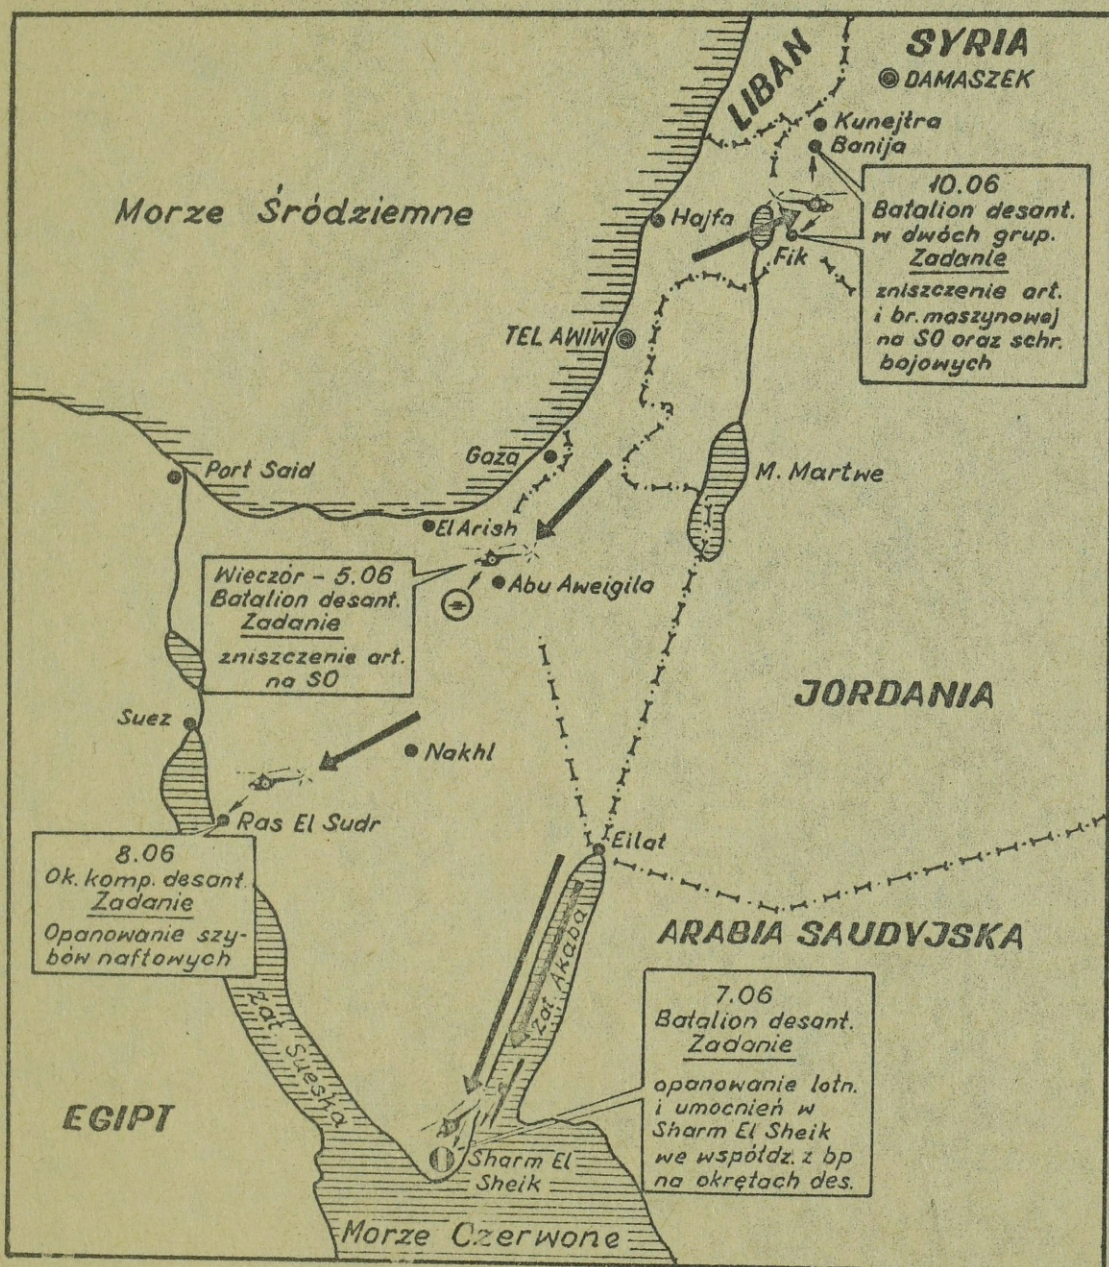 SYRIA
LIBAN
DAMASZEK
Kunejtra
Banija
10.06
Batalion desant.
w dwóch grup.
Zadanie
zniszczenie art.
i br. maszynowej
na SO oraz schr.
bojowych
Morze Śródziemne
Hajfa
Fik
TEL AWIW
Gaza
M. Martwe
Port Said
El Arish
Abu Aweigila
Wieczór - 5.06
Batalion desant.
Zadanie
zniszczenie art.
na SO
JORDANIA
Suez
Nakhl
Ras El Sudr
Eilat
8.06
Ok. komp. desant.
Zadanie
Opanowanie szy-
bów naftowych
ARABIA SAUDYJSKA
Zat. Akaba
Zat. Sueska
7.06
Batalion desant.
Zadanie
opanowanie lotn.
i umocnień w
Sharm El Sheik
we współdz. z bp
na okrętach des.
EGIPT
Sharm El
Sheik
Morze Czerwone